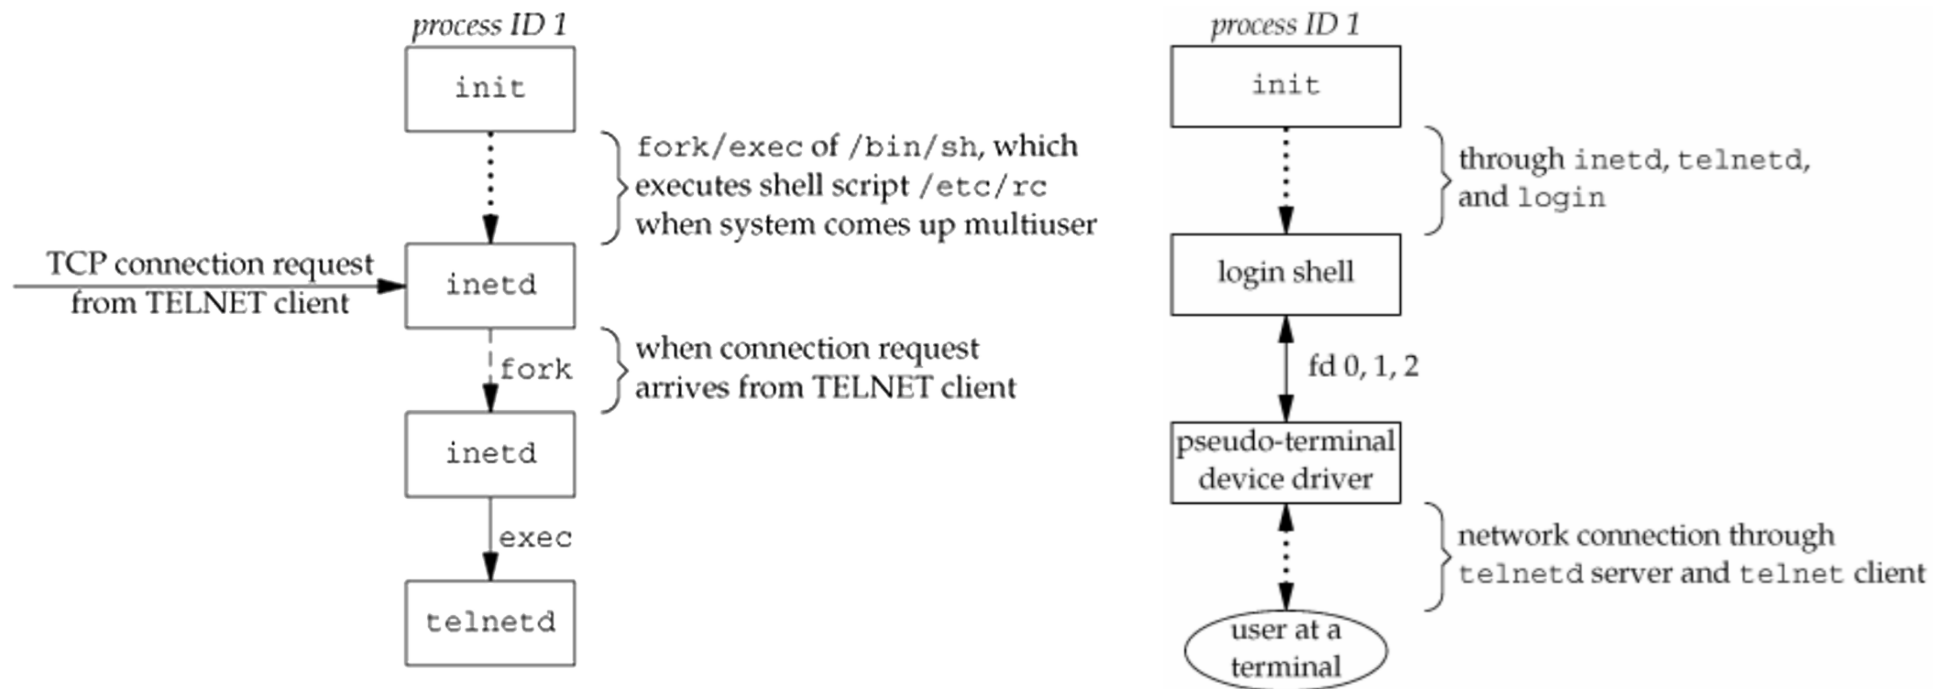 process ID 1
init
fork/exec of /bin/sh, which
executes shell script /etc/rc
when system comes up multiuser
TCP connection request
from TELNET client
inetd
fork
when connection request
arrives from TELNET client
inetd
exec
telnetd
process ID 1
init
through inetd, telnetd,
and login
login shell
fd 0, 1, 2
pseudo-terminal
device driver
network connection through
telnetd server and telnet client
user at a
terminal